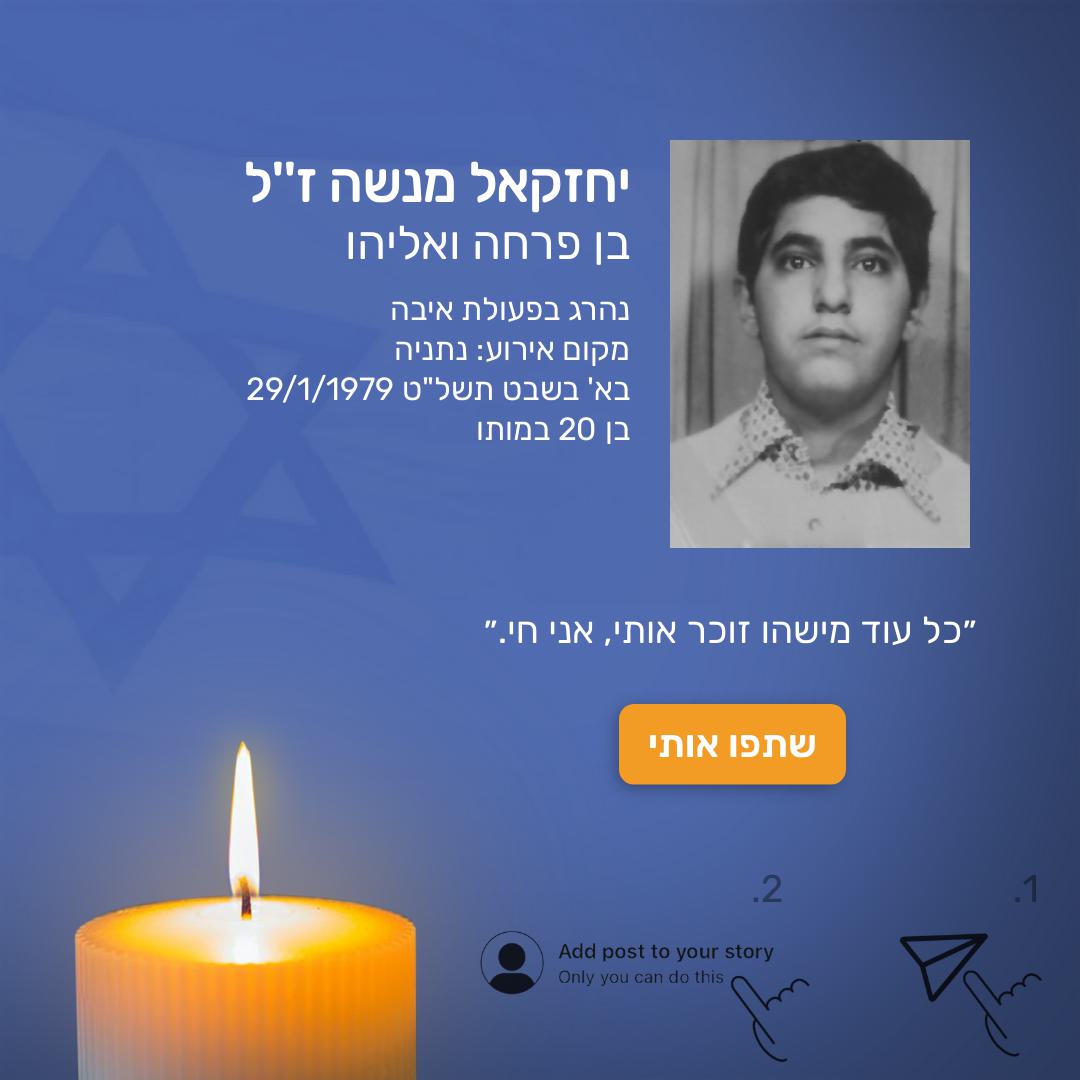 יחזקאל מנשה ז"ל
בן פרחה ואליהו
נהרג בפעולת איבה
מקום אירוע: נתניה
בא' בשבט תשל"ט 29/1/1979
בן 20 במותו
״כל עוד מישהו זוכר אותי, אני חי.״
שתפו אותי
1.
2.
Add post to your story
Only you can do this